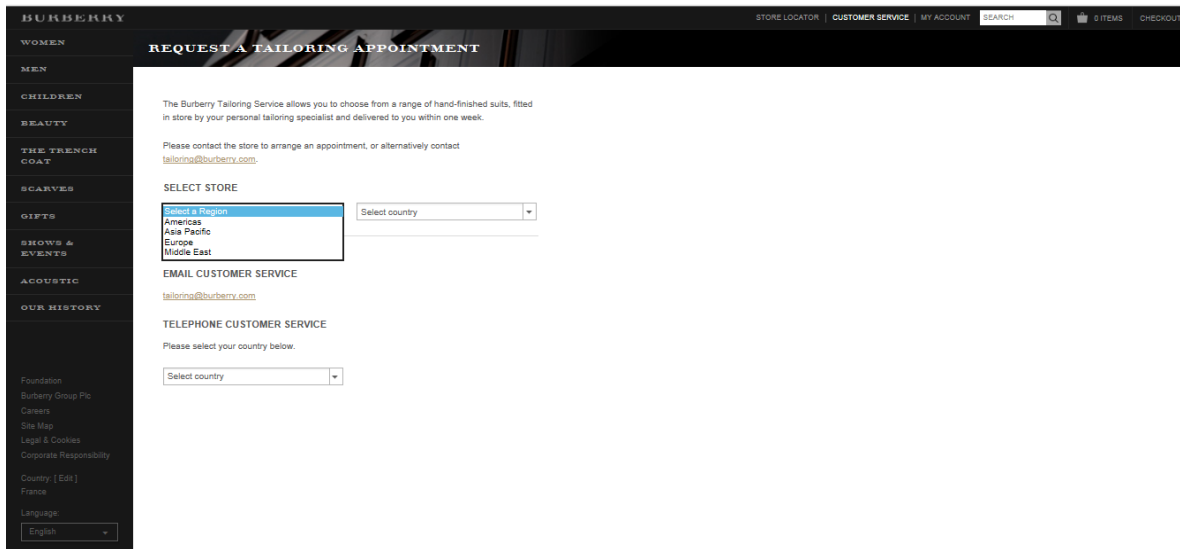 BURBERRY
STORE LOCATOR | CUSTOMER SERVICE | MY ACCOUNT SEARCH 0 ITEMS CHECKOUT
WOMEN
MEN
CHILDREN
BEAUTY
THE TRENCH
COAT
SCARVES
GIFTS
SHOWS &
EVENTS
ACOUSTIC
OUR HISTORY
Foundation
Burberry Group Plc
Careers
Site Map
Legal & Cookies
Corporate Responsibility
Country: [ Edit ]
France
Language:
English
REQUEST A TAILORING APPOINTMENT
The Burberry Tailoring Service allows you to choose from a range of hand-finished suits, fitted
in store by your personal tailoring specialist and delivered to you within one week.
Please contact the store to arrange an appointment, or alternatively contact
tailoring@burberry.com.
SELECT STORE
Select a Region
Americas
Asia Pacific
Europe
Middle East
Select country
EMAIL CUSTOMER SERVICE
tailoring@burberry.com
TELEPHONE CUSTOMER SERVICE
Please select your country below.
Select country